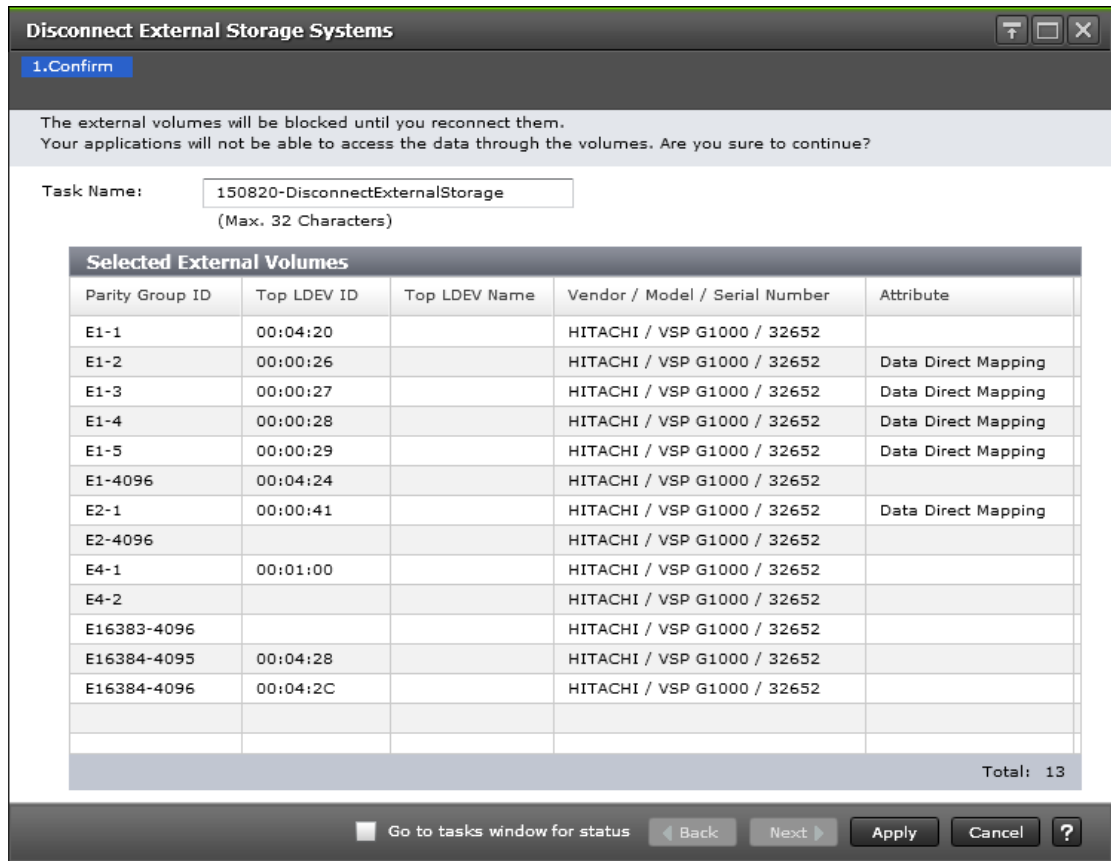 Disconnect External Storage Systems
1.Confirm
The external volumes will be blocked until you reconnect them.
Your applications will not be able to access the data through the volumes. Are you sure to continue?
Task Name: 150820-DisconnectExternalStorage
(Max. 32 Characters)
Selected External Volumes
Parity Group ID Top LDEV ID Top LDEV Name Vendor / Model / Serial Number Attribute
E1-1 00:04:20 HITACHI / VSP G1000 / 32652
E1-2 00:00:26 HITACHI / VSP G1000 / 32652 Data Direct Mapping
E1-3 00:00:27 HITACHI / VSP G1000 / 32652 Data Direct Mapping
E1-4 00:00:28 HITACHI / VSP G1000 / 32652 Data Direct Mapping
E1-5 00:00:29 HITACHI / VSP G1000 / 32652 Data Direct Mapping
E1-4096 00:04:24 HITACHI / VSP G1000 / 32652
E2-1 00:00:41 HITACHI / VSP G1000 / 32652 Data Direct Mapping
E2-4096 HITACHI / VSP G1000 / 32652
E4-1 00:01:00 HITACHI / VSP G1000 / 32652
E4-2 HITACHI / VSP G1000 / 32652
E16383-4096 HITACHI / VSP G1000 / 32652
E16384-4095 00:04:28 HITACHI / VSP G1000 / 32652
E16384-4096 00:04:2C HITACHI / VSP G1000 / 32652
Total: 13
Go to tasks window for status Back Next Apply Cancel ?